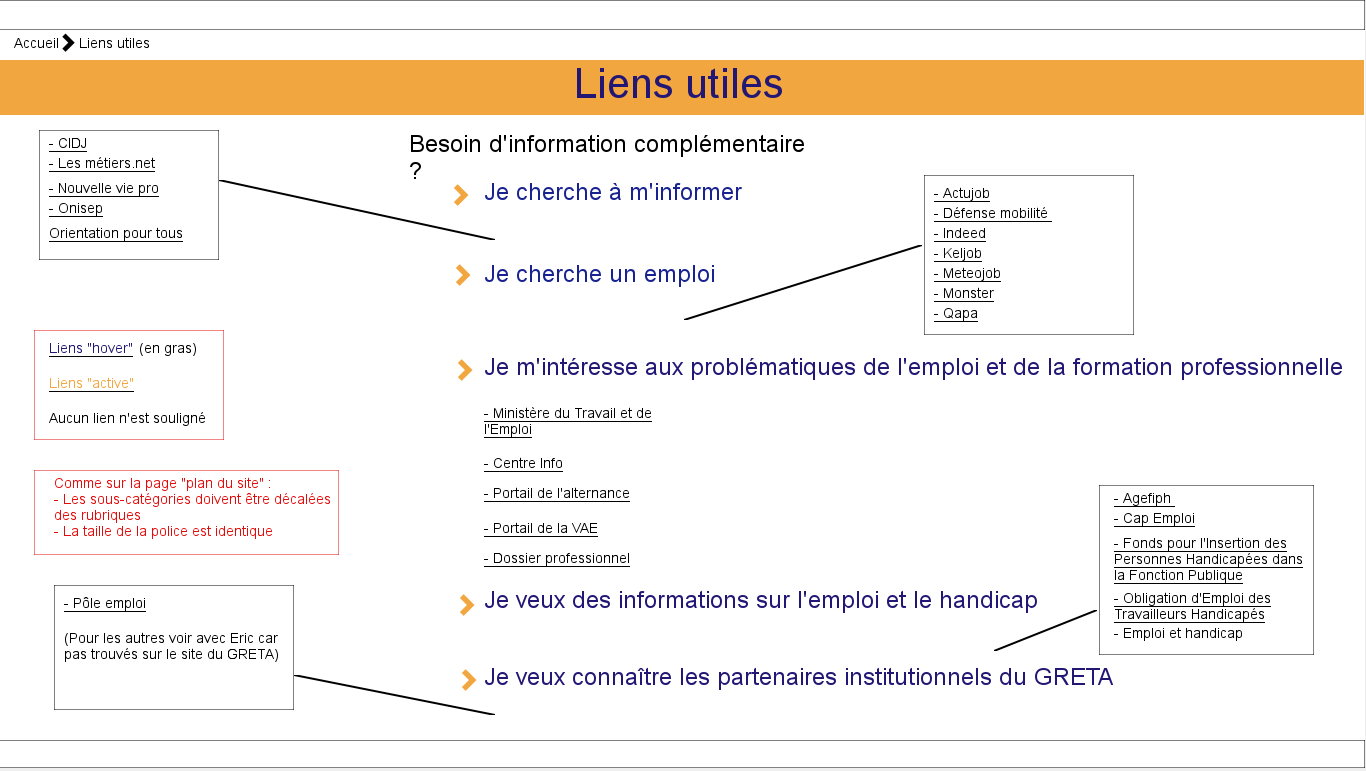 Accueil Liens utiles
Liens utiles
- CIDJ
- Les métiers.net
- Nouvelle vie pro
- Onisep
Orientation pour tous
Besoin d'information complémentaire
?
Je cherche à m'informer
- Actujob
- Défense mobilité
- Indeed
- Keljob
- Meteojob
- Monster
- Qapa
Je cherche un emploi
Liens "hover" (en gras)
Liens "active"
Aucun lien n'est souligné
Je m'intéresse aux problématiques de l'emploi et de la formation professionnelle
- Ministère du Travail et de
l'Emploi
- Centre Info
- Portail de l'alternance
- Portail de la VAE
- Dossier professionnel
Comme sur la page "plan du site" :
- Les sous-catégories doivent être décalées
des rubriques
- La taille de la police est identique
- Agefiph
- Cap Emploi
- Fonds pour l'Insertion des
Personnes Handicapées dans
la Fonction Publique
- Obligation d'Emploi des
Travailleurs Handicapés
- Emploi et handicap
Je veux des informations sur l'emploi et le handicap
- Pôle emploi
(Pour les autres voir avec Eric car
pas trouvés sur le site du GRETA)
Je veux connaître les partenaires institutionnels du GRETA